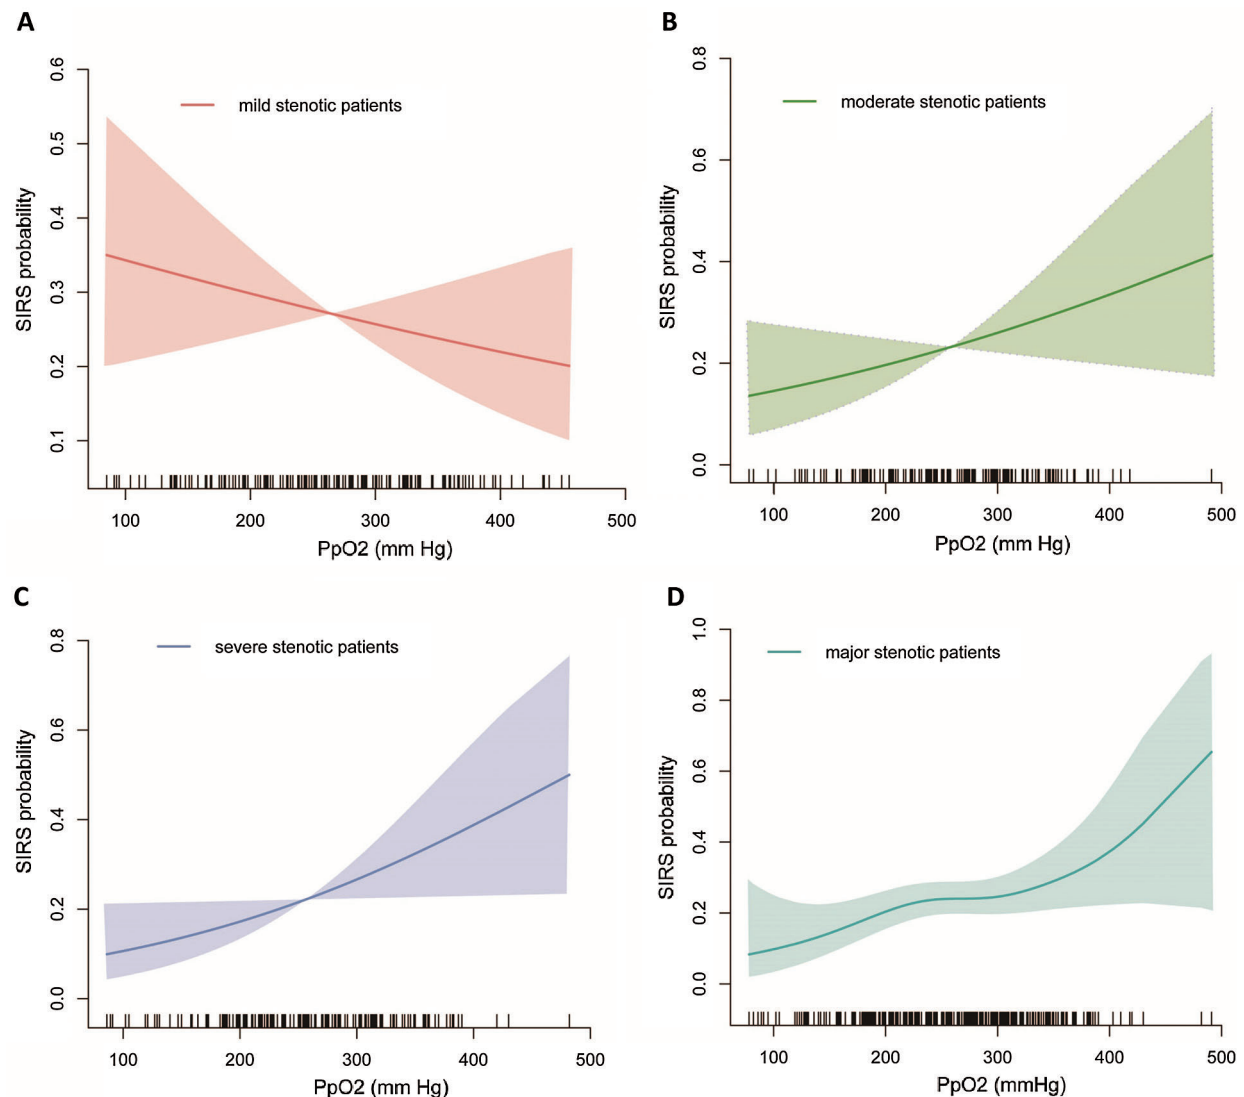 A
0.6
0.5
0.4
0.3
0.2
0.1
SIRS probability
mild stenotic patients
100 200 300 400 500
PpO2 (mm Hg)
B
0.8
0.6
0.4
0.2
0.0
SIRS probability
moderate stenotic patients
100 200 300 400 500
PpO2 (mm Hg)
C
0.8
0.6
0.4
0.2
0.0
SIRS probability
severe stenotic patients
100 200 300 400 500
PpO2 (mm Hg)
D
1.0
0.8
0.6
0.4
0.2
0.0
SIRS probability
major stenotic patients
100 200 300 400 500
PpO2 (mmHg)